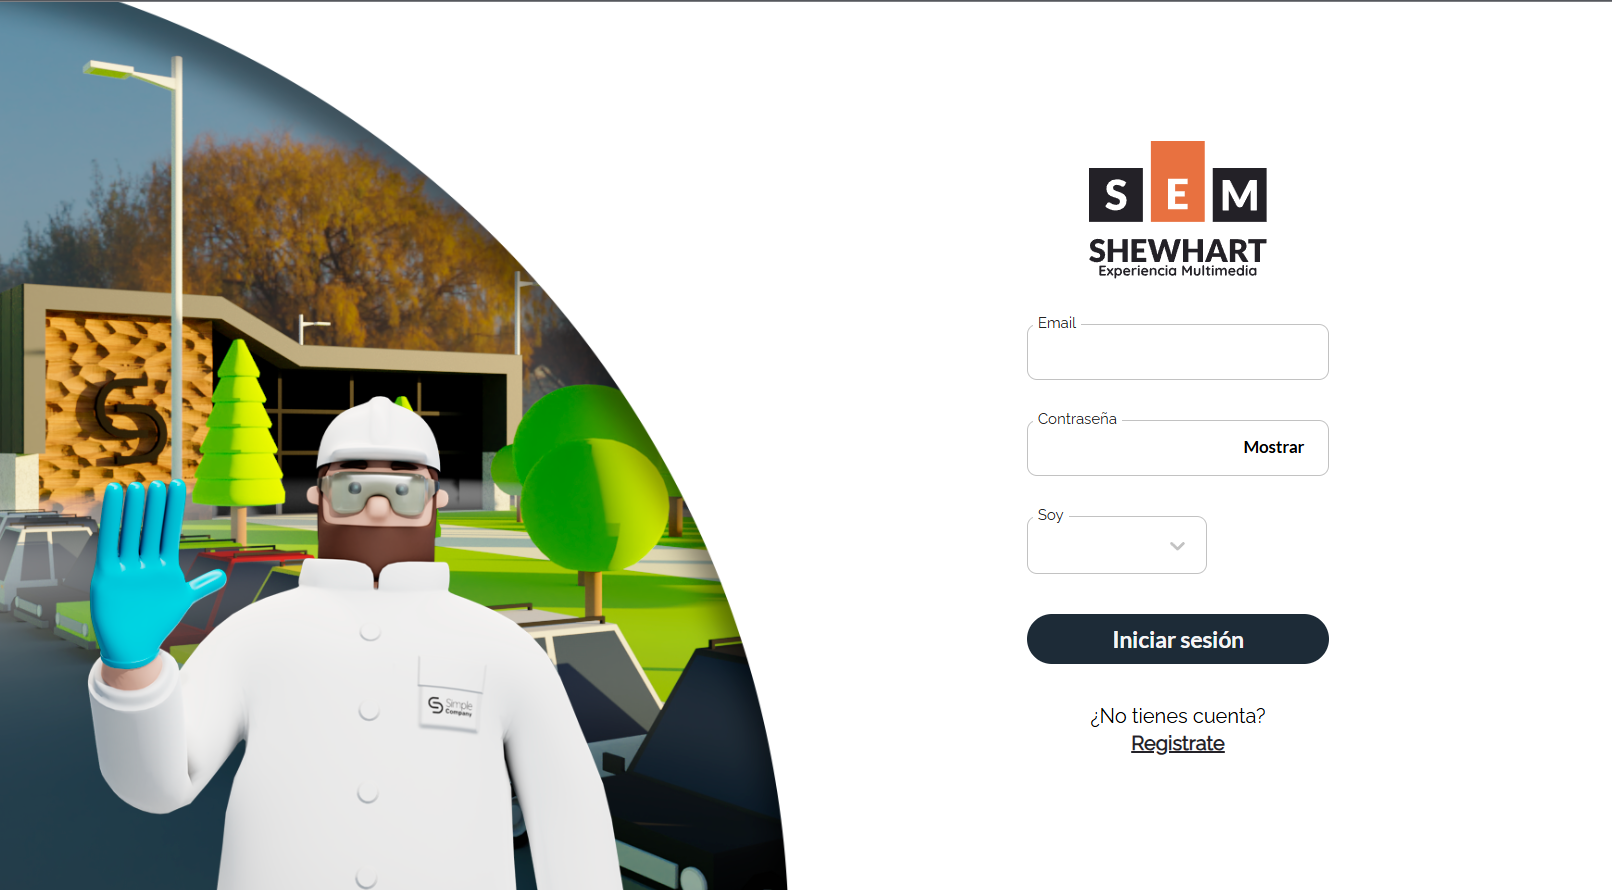 Simple
Company
S E M
SHEWHART
Experiencia Multimedia
Email
Contraseña
Mostrar
Soy
Iniciar sesión
¿No tienes cuenta?
Registrate